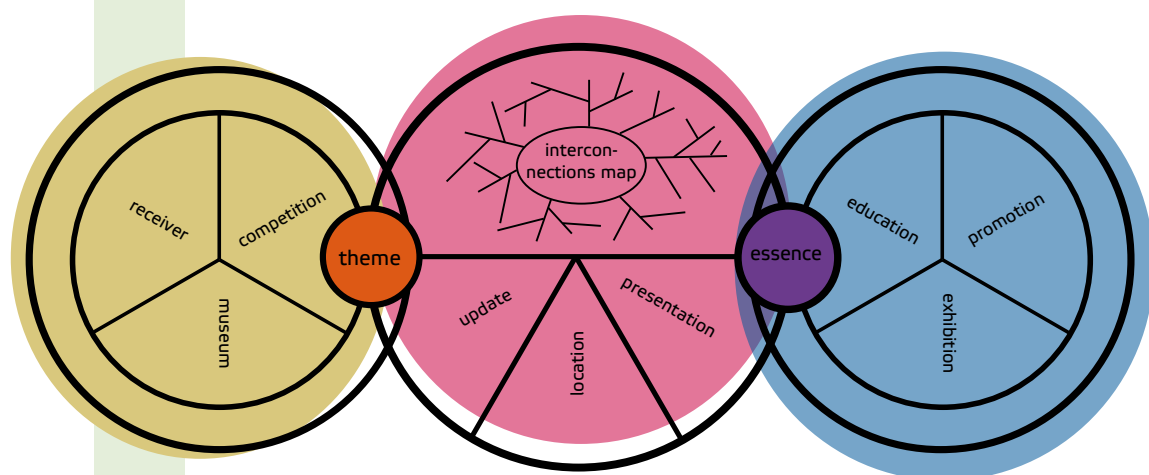 receiver
competition
museum
theme
intercon-
nections map
update
location
presentation
essence
education
promotion
exhibition